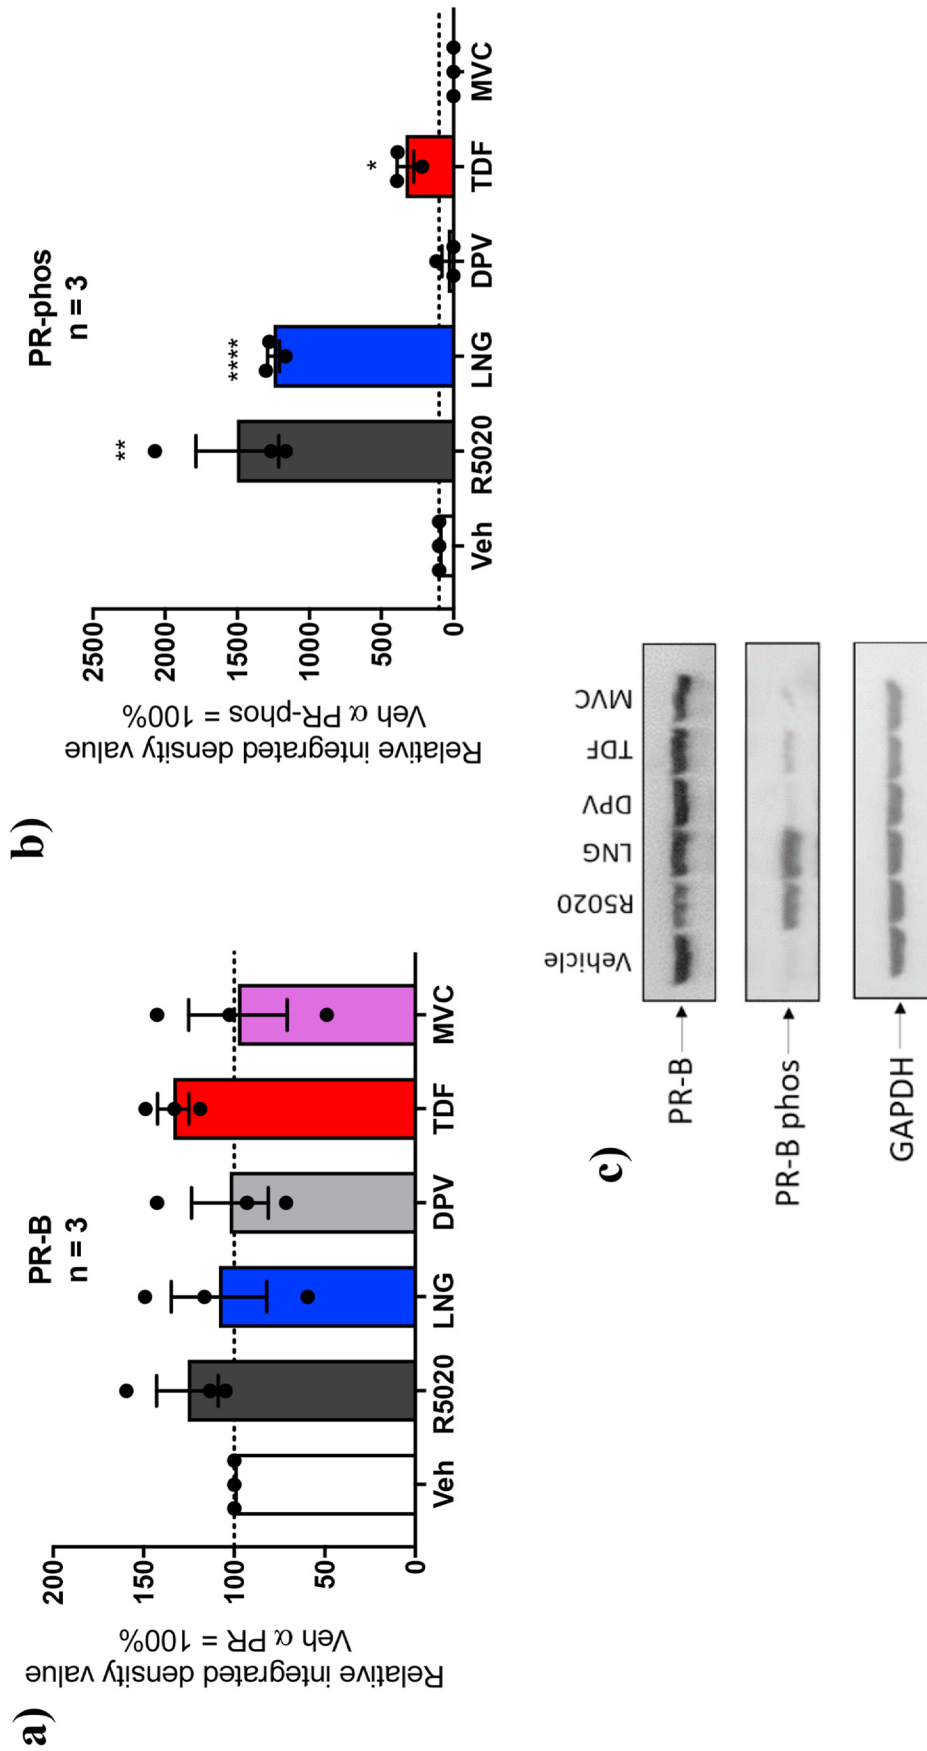 a)
PR-B
n = 3
Relative integrated density value
Veh α PR = 100%
200
150
100
50
0
Veh
R5020
LNG
DPV
TDF
MVC
b)
PR-phos
n = 3
Relative integrated density value
Veh α PR-phos = 100%
2500
2000
1500
1000
500
0
**
****
*
Veh
R5020
LNG
DPV
TDF
MVC
c)
Vehicle
R5020
LNG
DPV
TDF
MVC
PR-B
PR-B phos
GAPDH